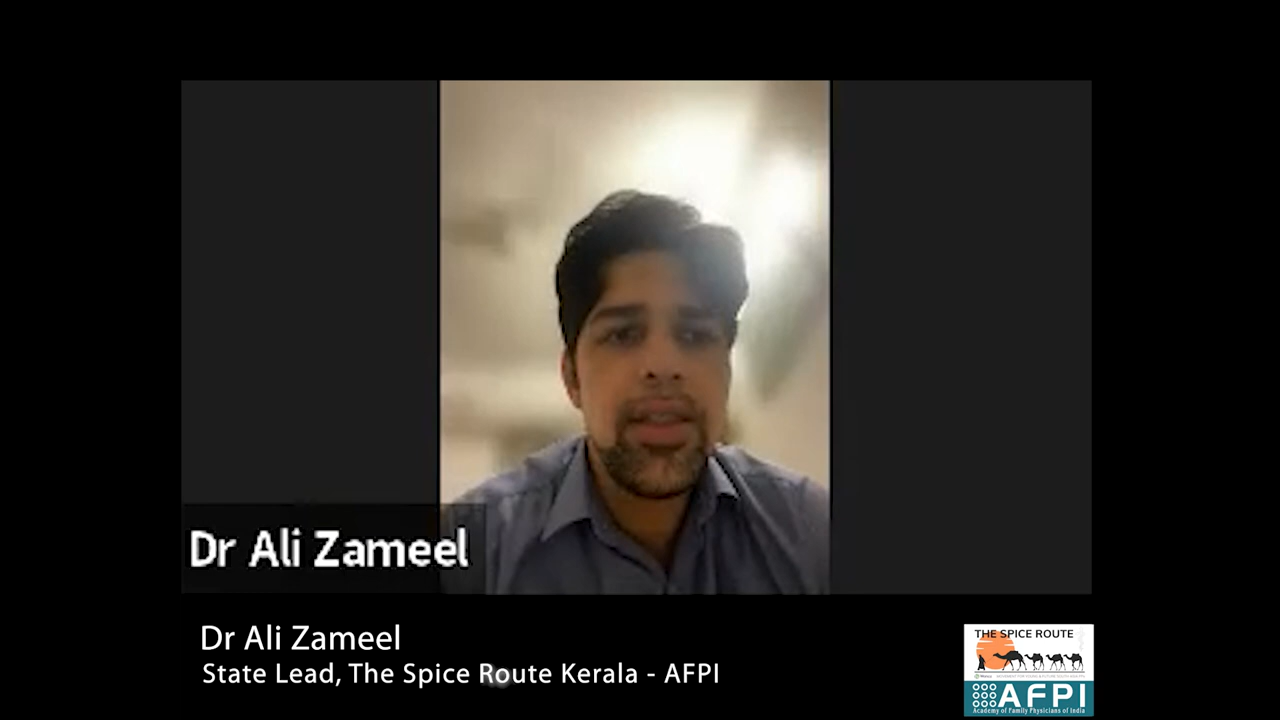 Dr Ali Zameel
Dr Ali Zameel
State Lead, The Spice Route Kerala - AFPI
THE SPICE ROUTE
AFPI
Academy of Family Physicians of India